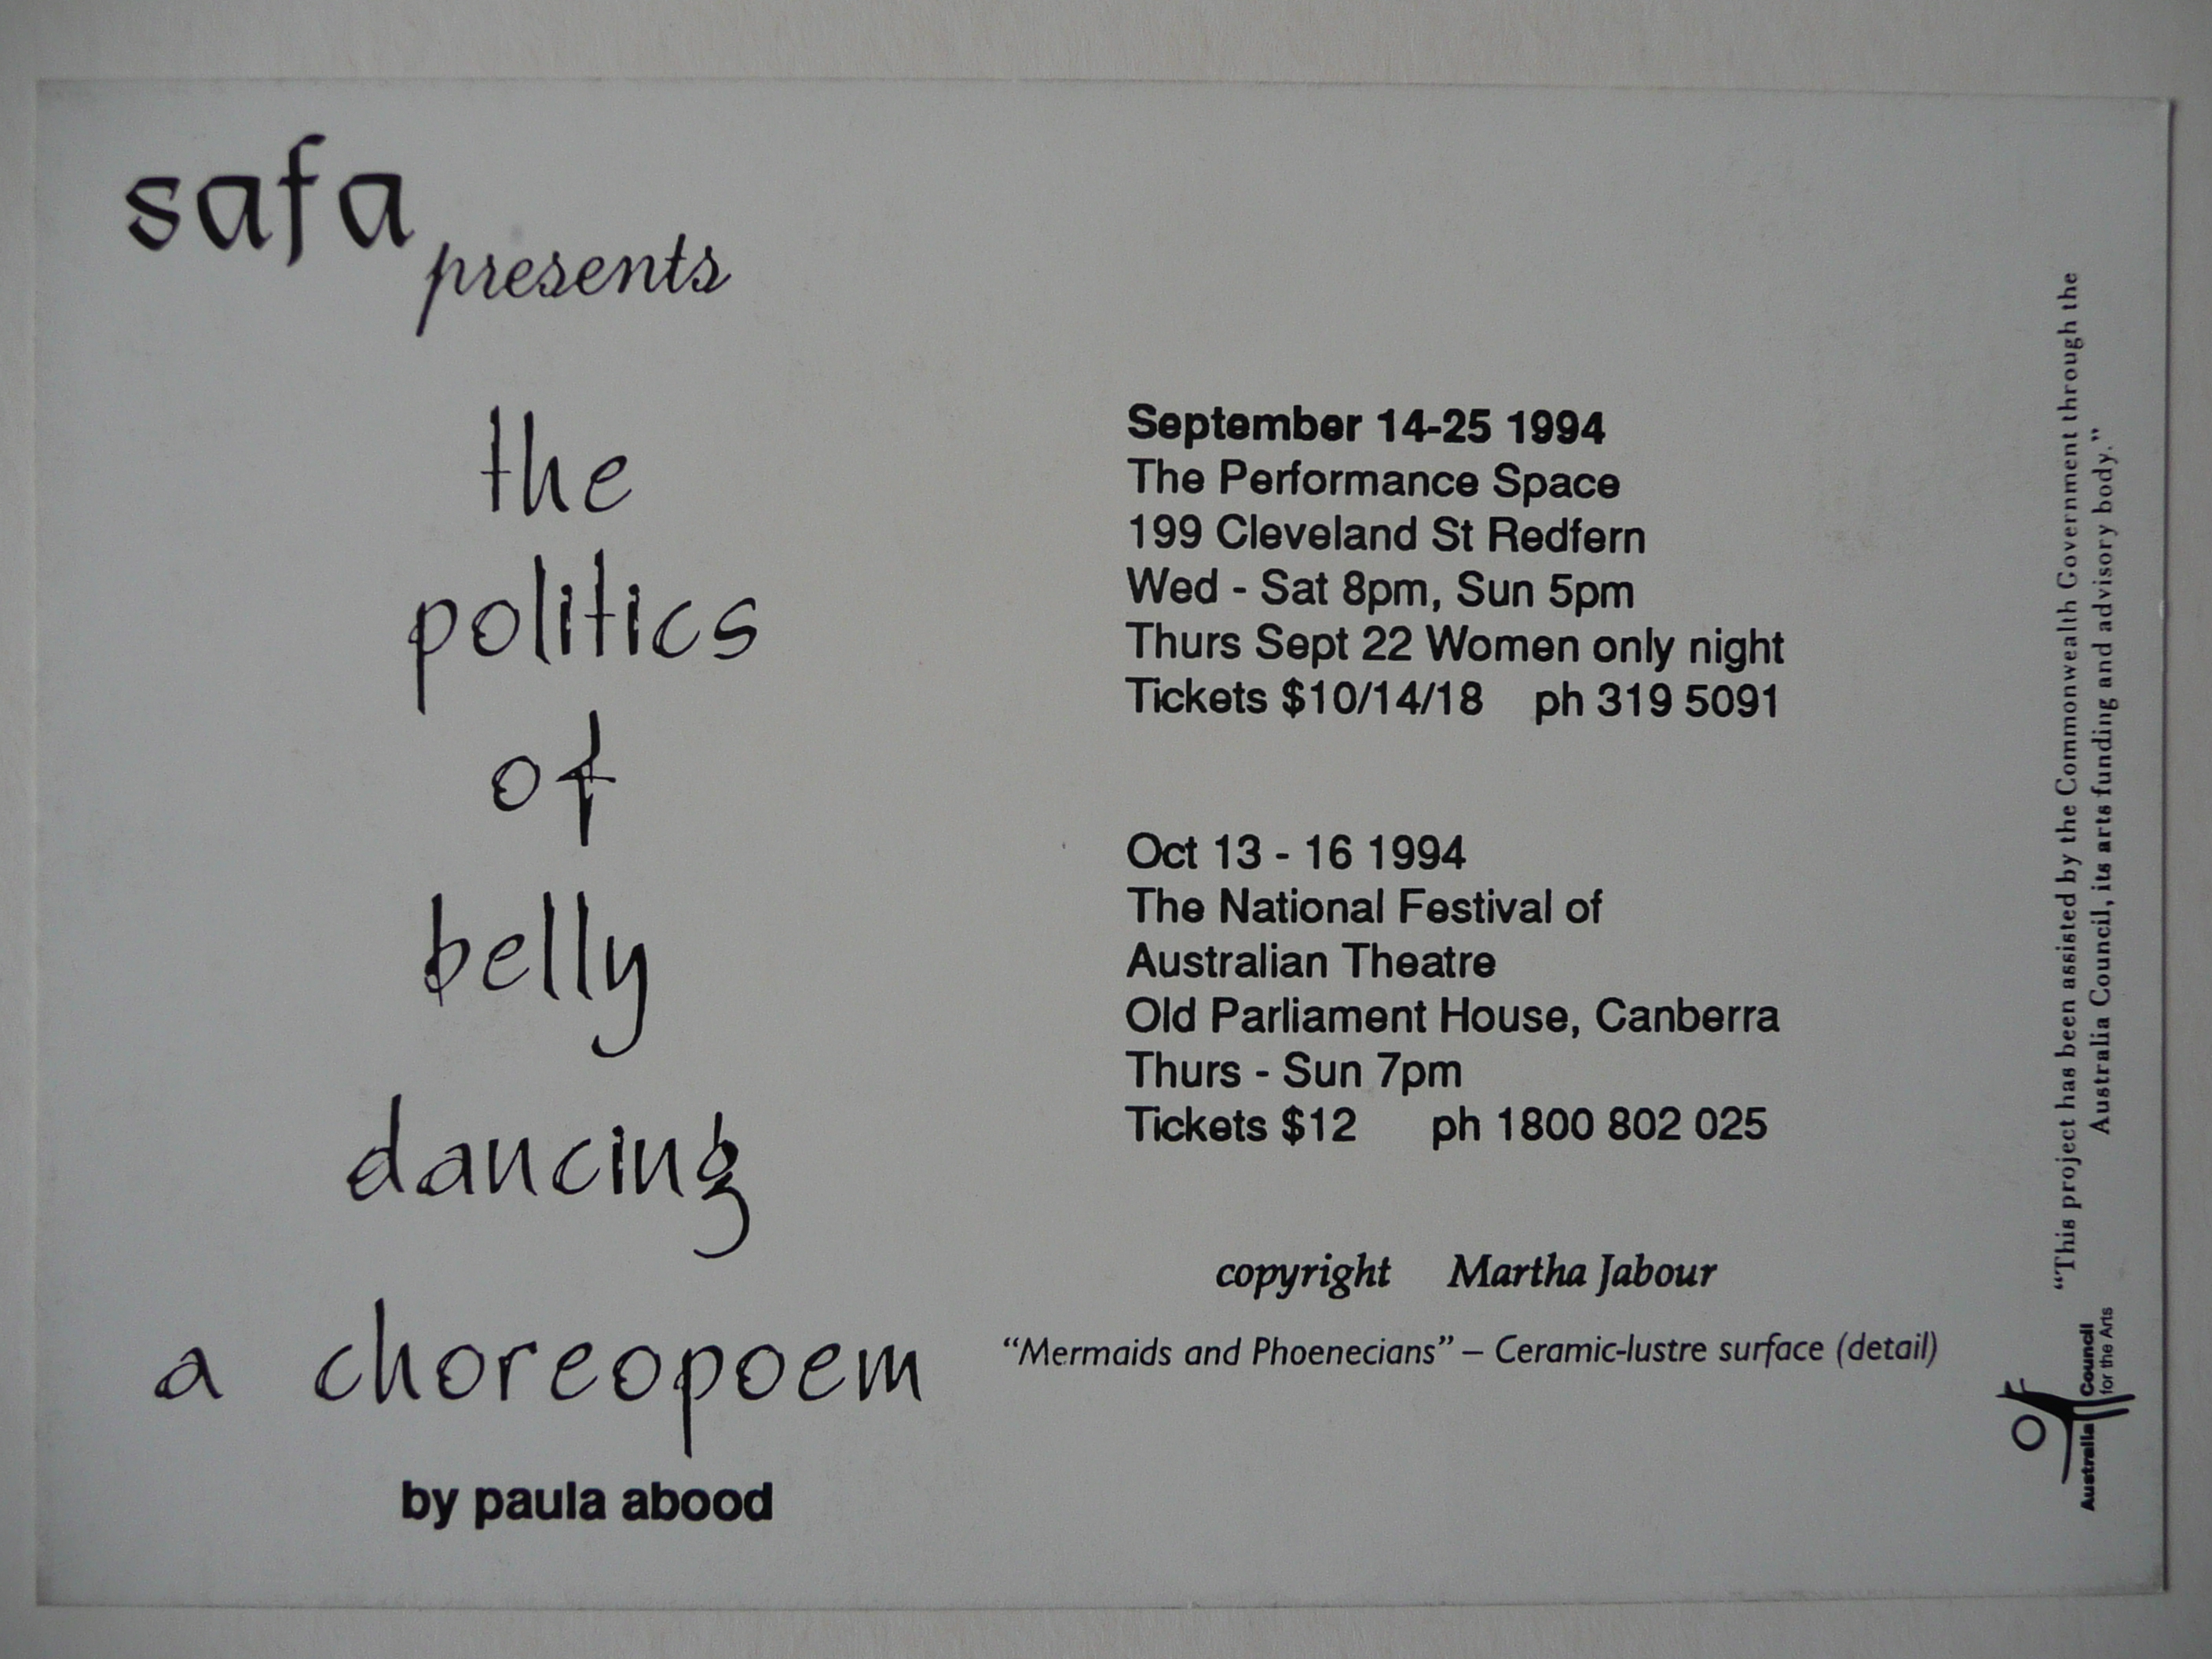 safa presents
the
politics
of
belly
dancing
a choreopoem
by paula abood
September 14-25 1994
The Performance Space
199 Cleveland St Redfern
Wed - Sat 8pm, Sun 5pm
Thurs Sept 22 Women only night
Tickets $10/14/18 ph 319 5091
Oct 13 - 16 1994
The National Festival of
Australian Theatre
Old Parliament House, Canberra
Thurs - Sun 7pm
Tickets $12 ph 1800 802 025
copyright Martha Jabour
“Mermaids and Phoenecians” – Ceramic-lustre surface (detail)
“This project has been assisted by the Commonwealth Government through the
Australia Council, its arts funding and advisory body.”
Australia Council
for the Arts